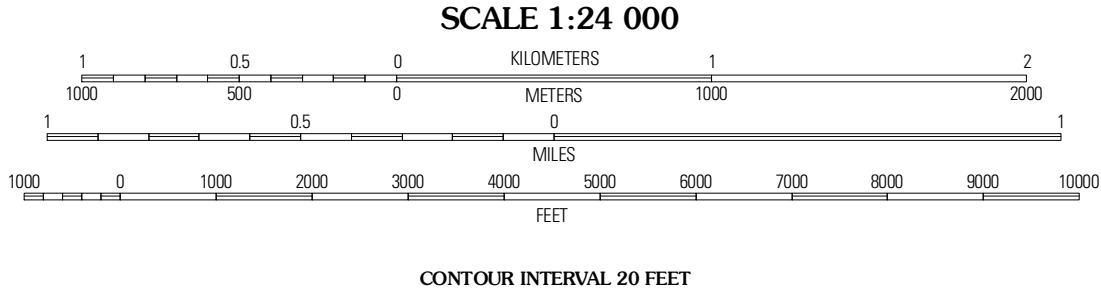 SCALE 1:24 000
1 0.5 0 KILOMETERS 1 2
1000 500 0 METERS 1000 2000
1 0.5 0 1
MILES
1000 0 1000 2000 3000 4000 5000 6000 7000 8000 9000 10000
FEET
CONTOUR INTERVAL 20 FEET